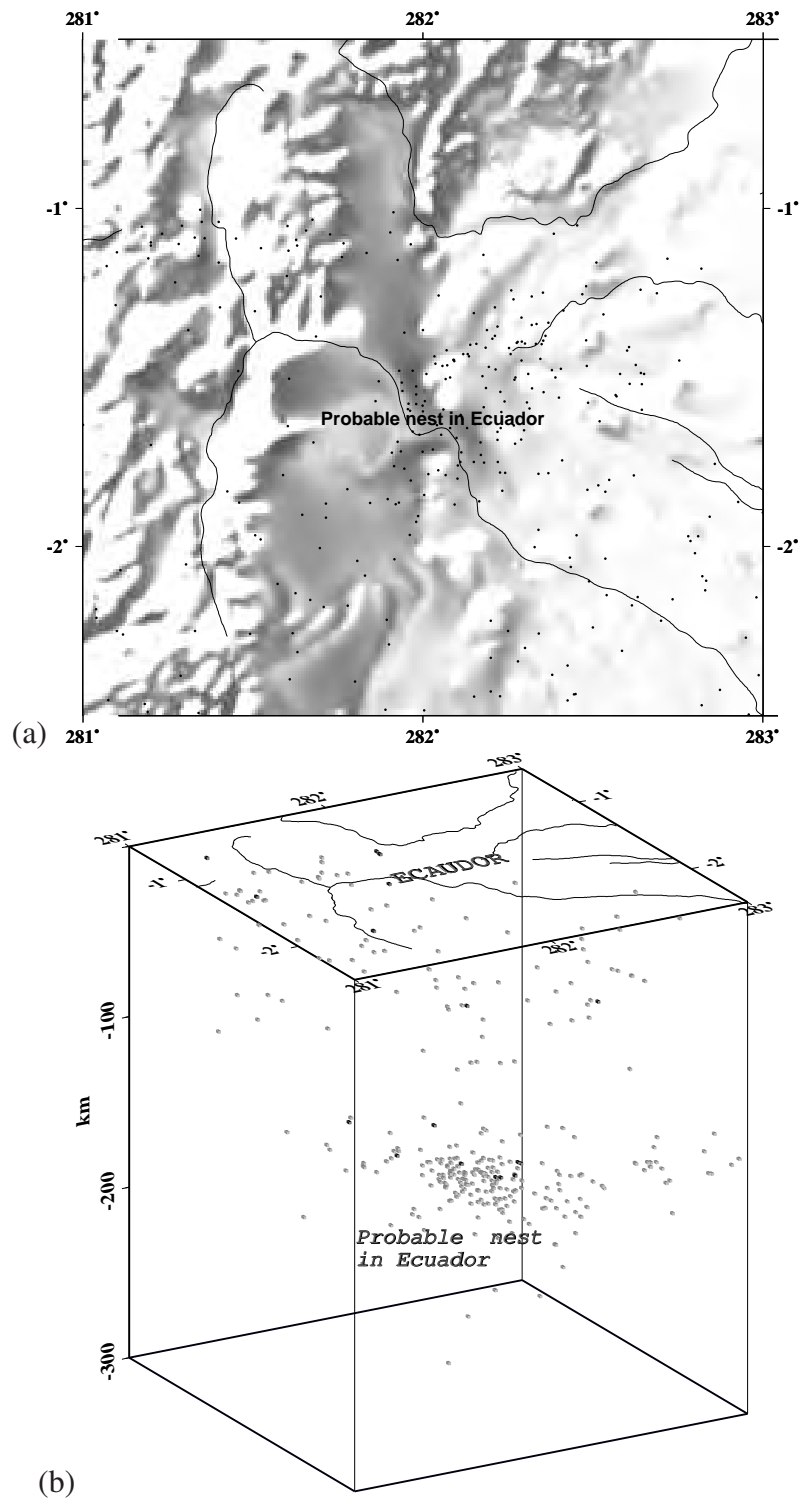 281° 282° 283°
-1° -1°
Probable nest in Ecuador
-2° -2°
(a)
281° 282° 283°
283°
282°
281°
-1°
-1°
ECAUDOR
-2°
283°
-2°
282°
281°
-100
km
-200
Probable nest
in Ecuador
-300
(b)